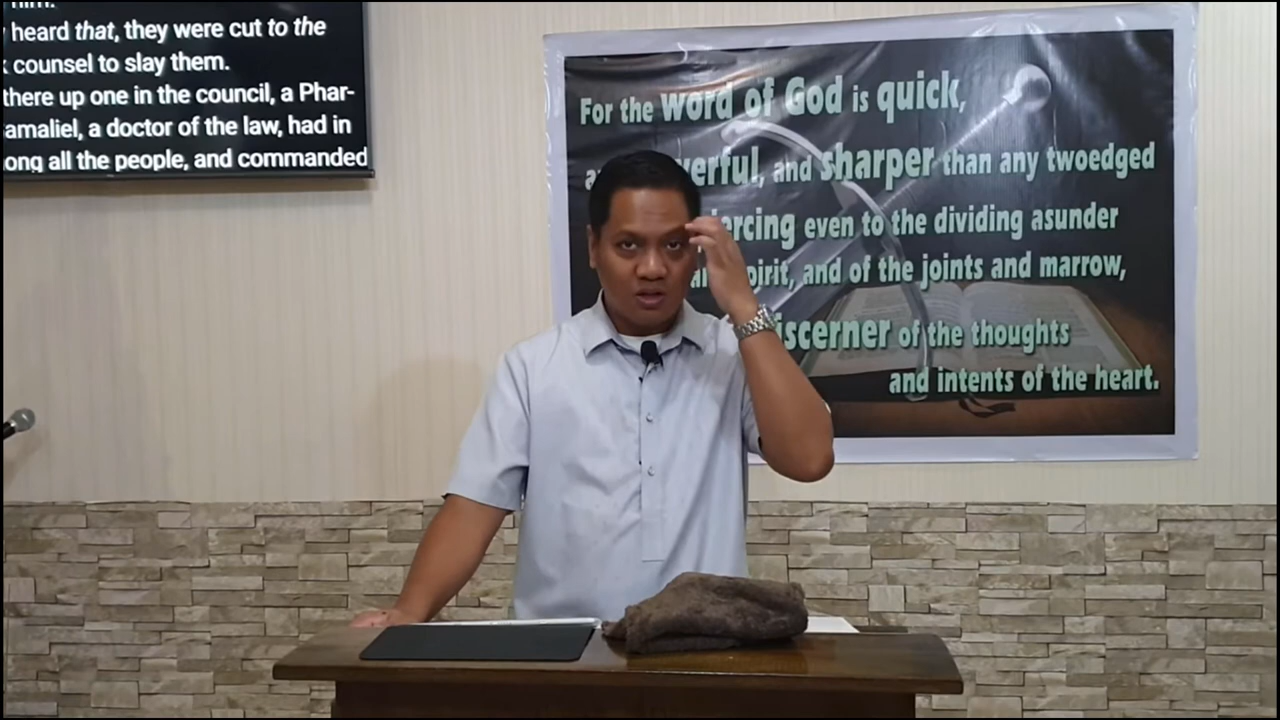 him.
heard that, they were cut to the
counsel to slay them.
there up one in the council, a Phar-
amaliel, a doctor of the law, had in
ong all the people, and commanded
For the word of God is quick,
erful, and sharper than any twoedged
ercing even to the dividing asunder
pirit, and of the joints and marrow,
iscerner of the thoughts
and intents of the heart.